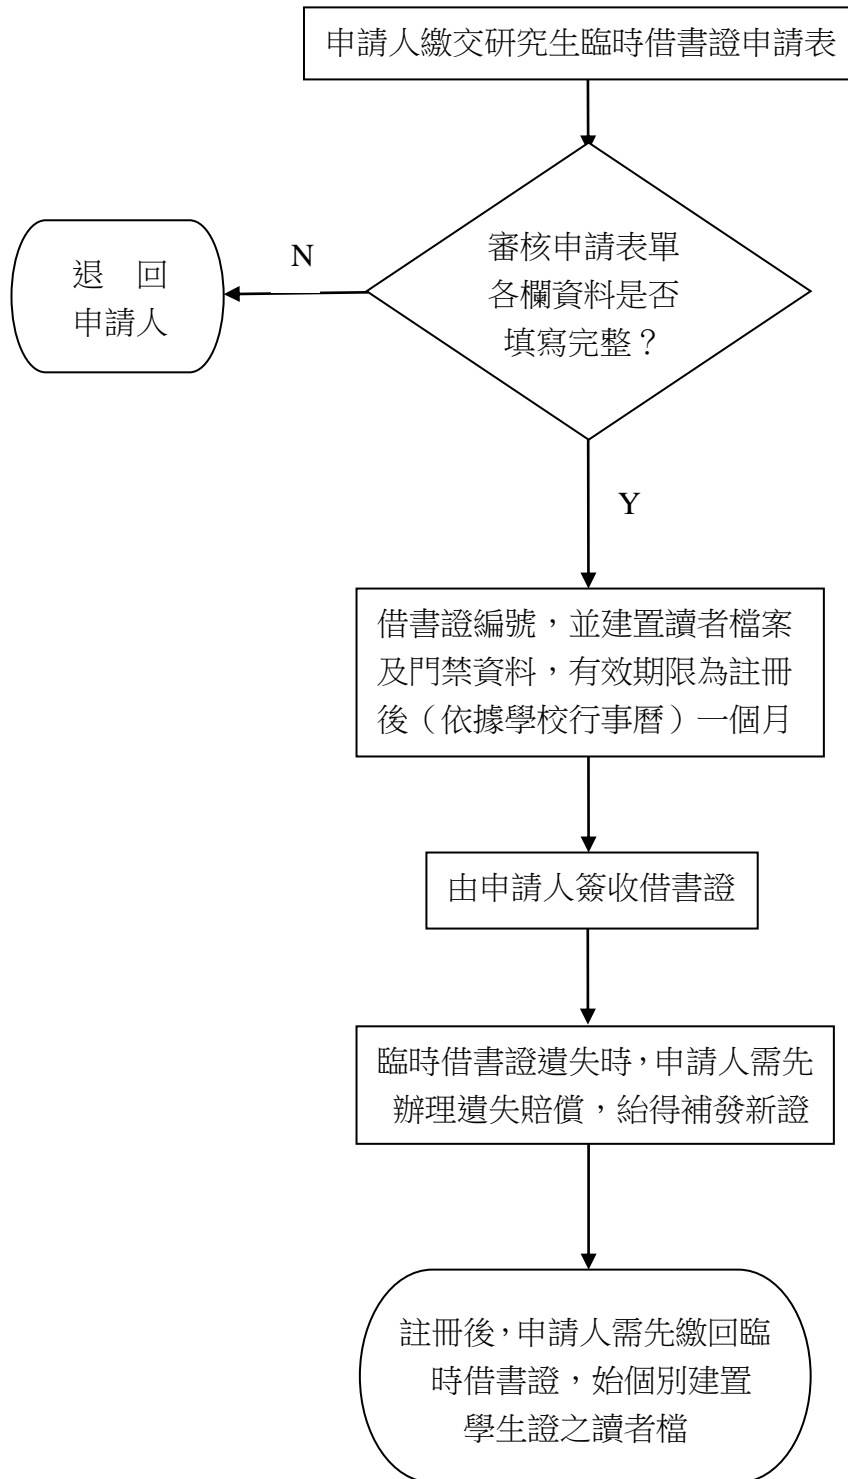 申請人繳交研究生臨時借書證申請表
審核申請表單
各欄資料是否
填寫完整？
N
退　回
申請人
Y
借書證編號，並建置讀者檔案
及門禁資料，有效期限為註冊
後（依據學校行事曆）一個月
由申請人簽收借書證
臨時借書證遺失時，申請人需先
辦理遺失賠償，紿得補發新證
註冊後，申請人需先繳回臨
時借書證，始個別建置
學生證之讀者檔